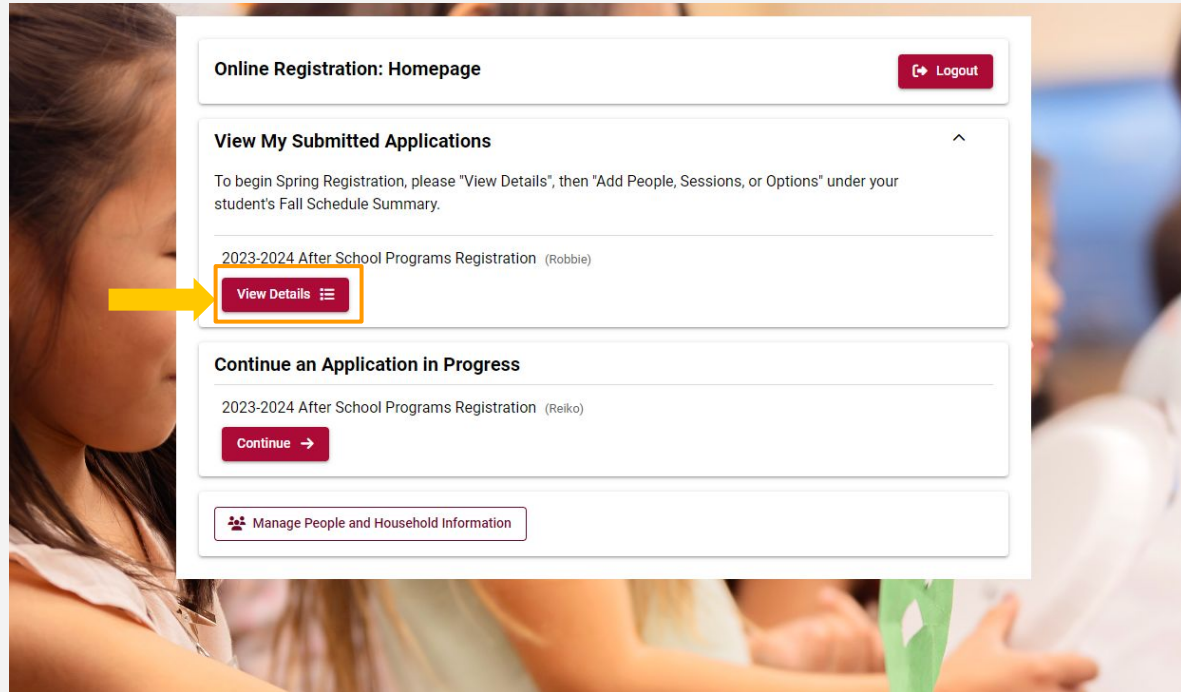 Online Registration: Homepage
Logout
View My Submitted Applications
To begin Spring Registration, please "View Details", then "Add People, Sessions, or Options" under your
student's Fall Schedule Summary.
2023-2024 After School Programs Registration (Robbie)
View Details
Continue an Application in Progress
2023-2024 After School Programs Registration (Reiko)
Continue
Manage People and Household Information